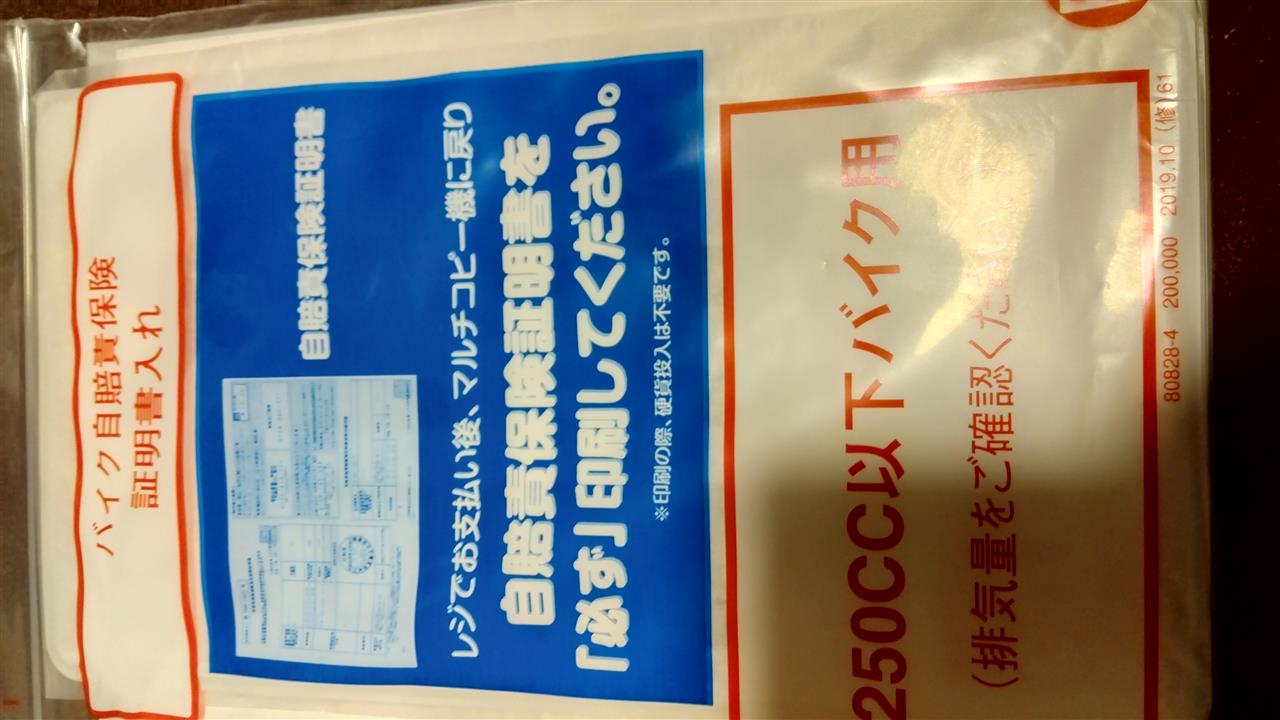 バイク自賠責保険
証明書入れ
自賠責保険証明書
レジでお支払い後、マルチコピー機に戻り
自賠責保険証明書を
「必ず」印刷してください。
※印刷の際、硬貨投入は不要です。
250CC以下バイク用
(排気量をご確認ください。)
80828-4 200,000 2019.10 (修)61